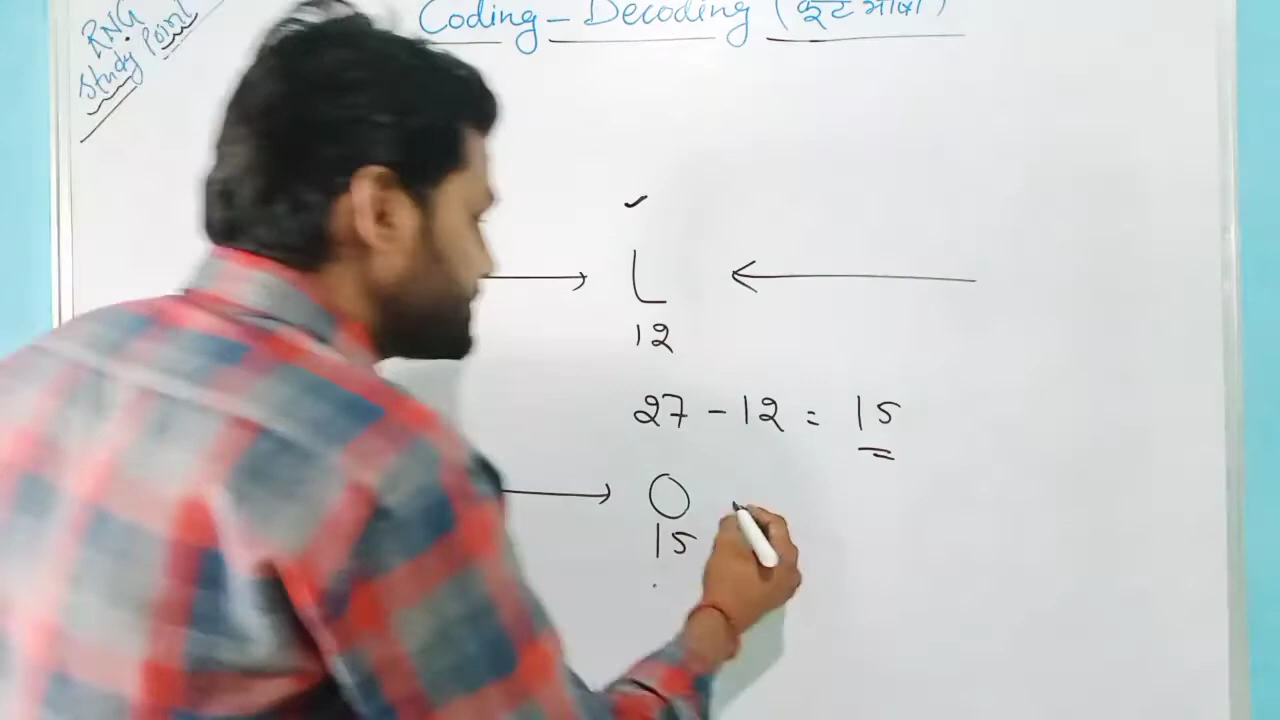 RNG
Study Point
Coding - Decoding (कूट भाषा)
L
12
27 - 12 = 15
O
15